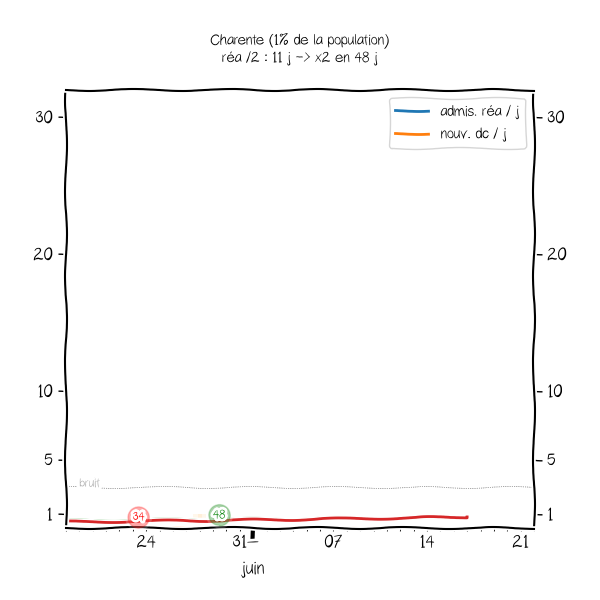 Charente (1% de la population)
réa /2 : 11 j -> x2 en 48 j
admis. réa / j
nouv. dc / j
30
30
20
20
10
10
5
5
bruit
1
34
48
1
24
31
07
14
21
juin